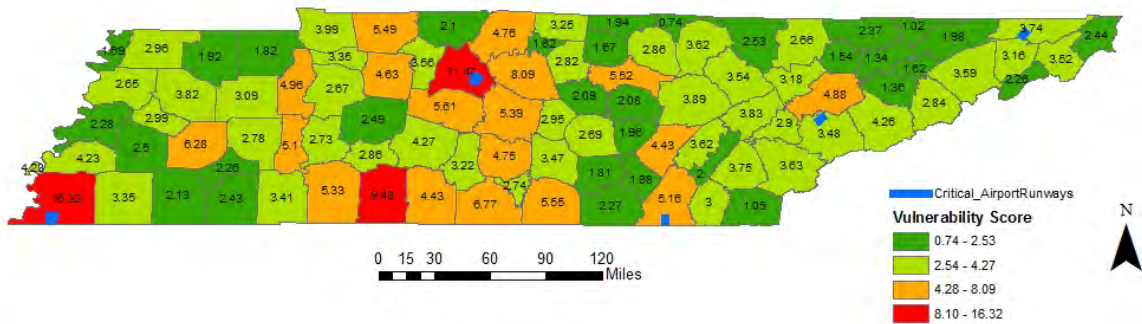 3.99 5.49 2.1 4.76 3.25 1.94 0.74 2.37 1.02 3.74
1.69 2.96 1.92 1.82 3.35 3.56 1.62 1.67 2.86 3.62 2.53 2.66 1.54 1.34 1.98 3.16 3.52 2.44
2.65 3.82 3.09 4.96 2.67 4.63 11.47 8.09 2.82 5.52 3.54 3.18 4.88 1.62 1.36 3.59 2.26
2.28 2.99 2.5 6.28 2.78 5.1 2.73 2.49 5.61 5.39 2.09 2.08 3.89 3.83 2.9 3.48 4.26 2.84
4.23 2.26 2.86 4.27 3.22 4.75 2.95 2.69 1.96 4.43 3.62 3.75 3.63
16.32 3.35 2.13 2.43 3.41 5.33 9.48 4.43 6.77 2.74 3.47 5.55 1.81 1.98 2.27 5.16 2. 3 1.05
Critical_AirportRunways
Vulnerability Score
0.74 - 2.53
2.54 - 4.27
4.28 - 8.09
8.10 - 16.32
0 15 30 60 90 120
Miles
N